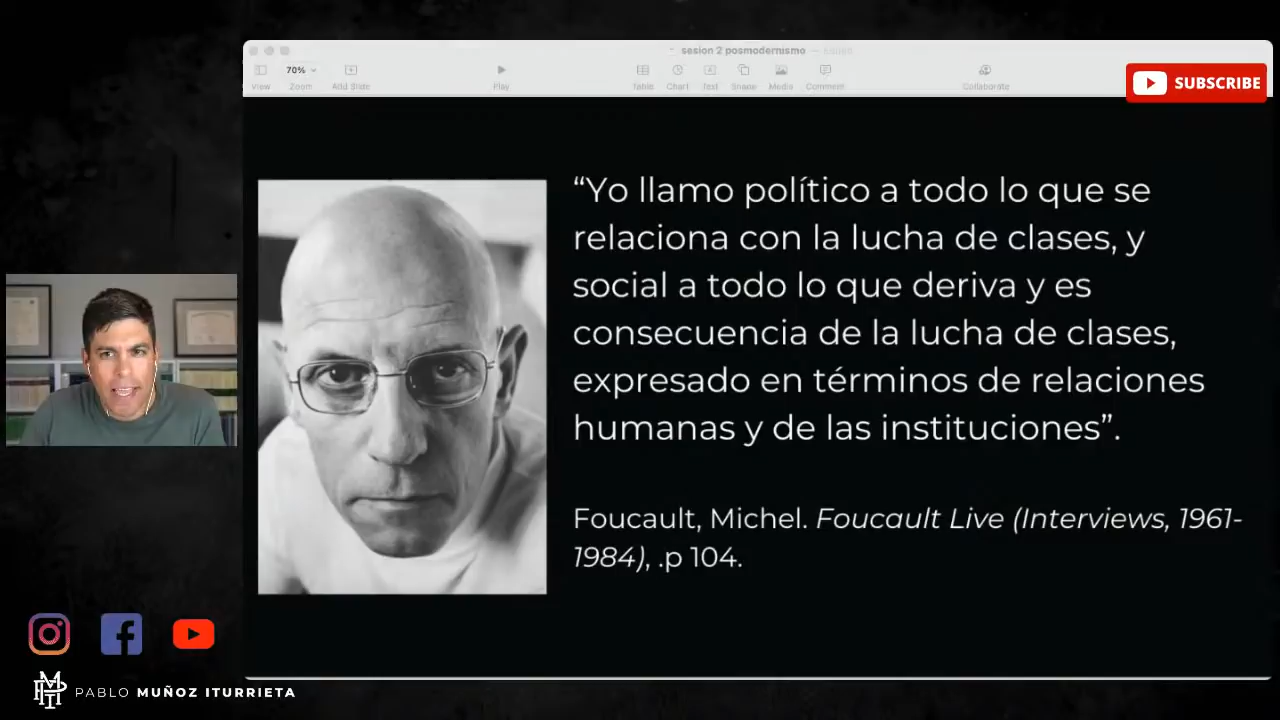 sesion 2 posmodernismo — Edited
70%
View Zoom Add Slide Play Table Chart Text Shape Media Comment Collaborate
SUBSCRIBE
“Yo llamo político a todo lo que se
relaciona con la lucha de clases, y
social a todo lo que deriva y es
consecuencia de la lucha de clases,
expresado en términos de relaciones
humanas y de las instituciones”.
Foucault, Michel. Foucault Live (Interviews, 1961-
1984), .p 104.
PABLO MUÑOZ ITURRIETA